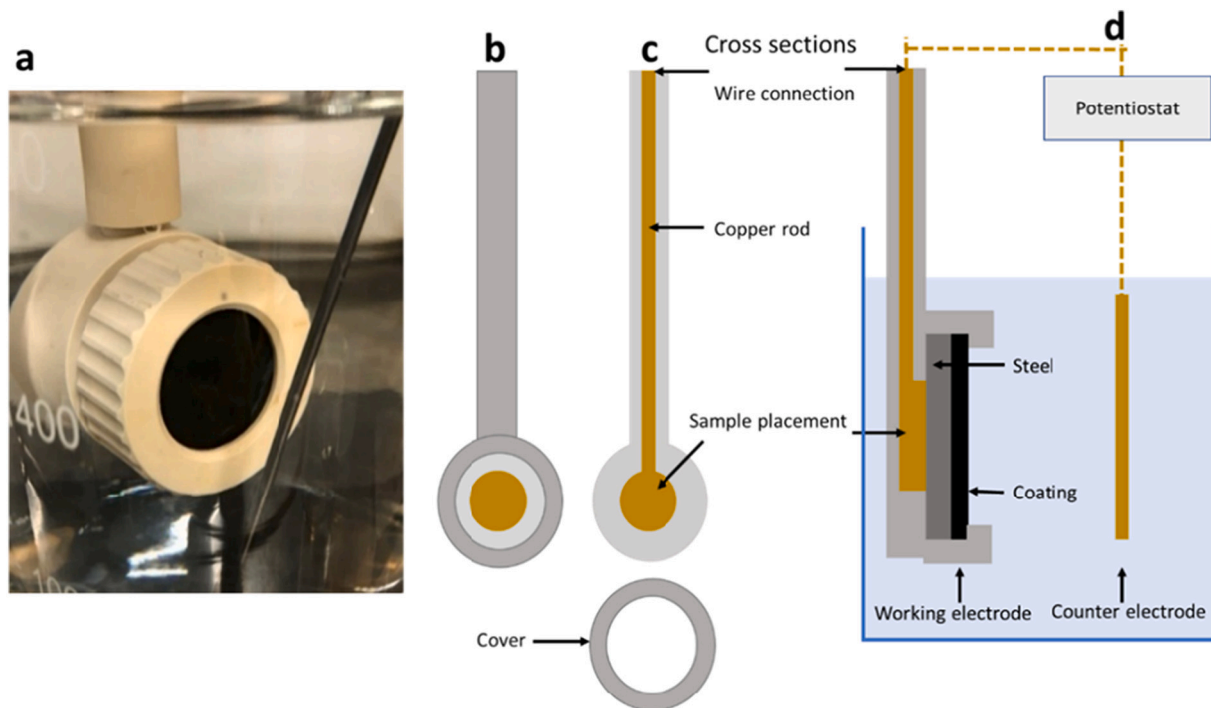 a
b
c
d
Cross sections
Wire connection
Potentiostat
Copper rod
Steel
Sample placement
Coating
Working electrode
Counter electrode
Cover
400